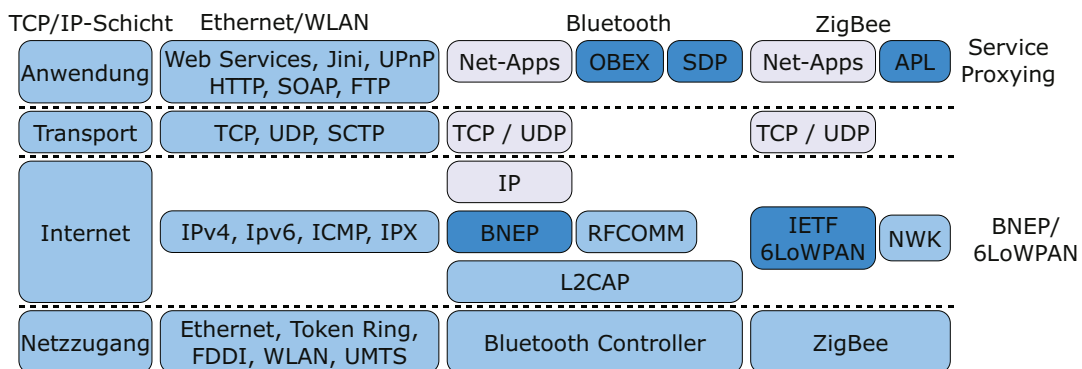 TCP/IP-Schicht Ethernet/WLAN Bluetooth ZigBee
Anwendung
Web Services, Jini, UPnP
HTTP, SOAP, FTP
Net-Apps OBEX SDP Net-Apps APL
Service
Proxying
Transport TCP, UDP, SCTP TCP / UDP TCP / UDP
IP
Internet IPv4, Ipv6, ICMP, IPX BNEP RFCOMM
IETF
6LoWPAN
NWK
BNEP/
6LoWPAN
L2CAP
Netzzugang
Ethernet, Token Ring,
FDDI, WLAN, UMTS
Bluetooth Controller ZigBee